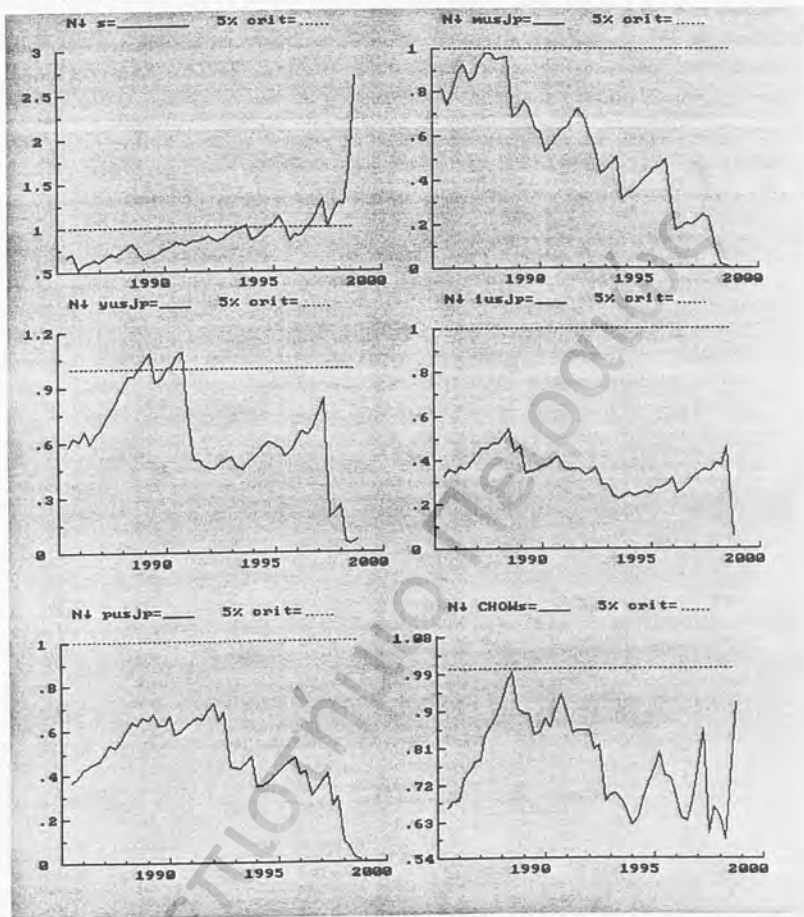 N↓ s=_______ 5% crit=......
3
2.5
2
1.5
1
.5
1990 1995 2000
N↓ musjp=____ 5% crit=......
1
.8
.6
.4
.2
0
1990 1995 2000
N↓ yusjp=____ 5% crit=......
1.2
.9
.6
.3
0
1990 1995 2000
N↓ iusjp=____ 5% crit=......
1
.8
.6
.4
.2
0
1990 1995 2000
N↓ pusjp=____ 5% crit=......
1
.8
.6
.4
.2
0
1990 1995 2000
N↓ CHOWs=____ 5% crit=......
1.08
.99
.9
.81
.72
.63
.54
1990 1995 2000
Πειραιώς